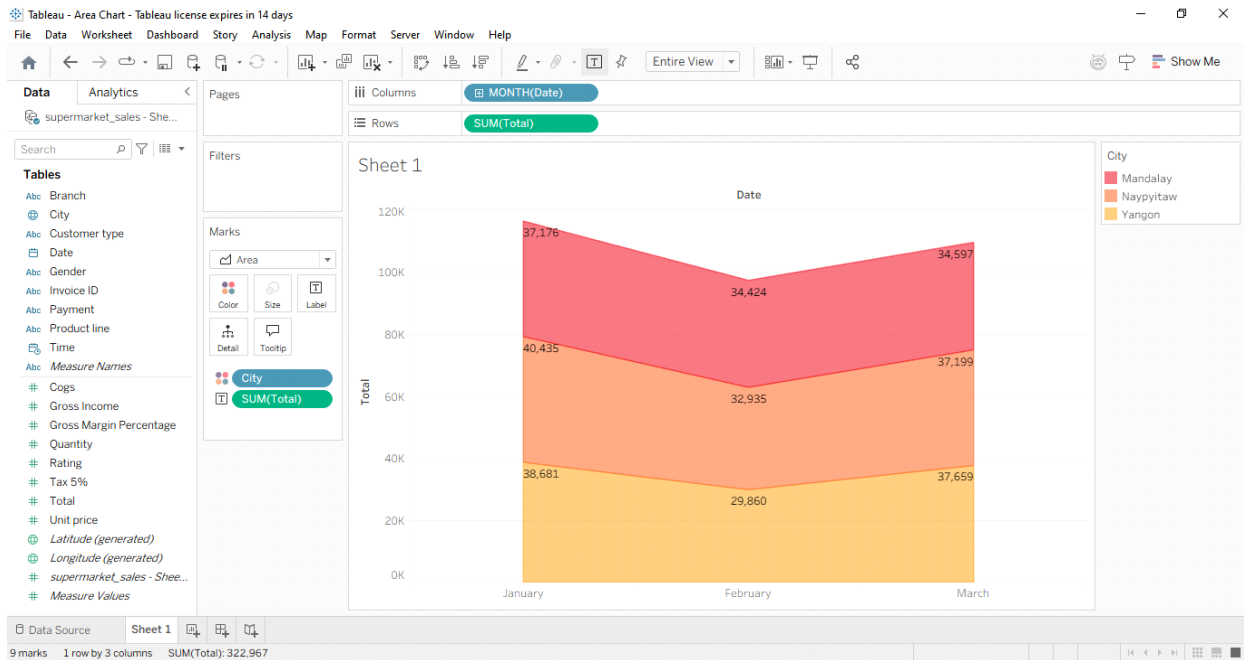 Tableau - Area Chart - Tableau license expires in 14 days
File Data Worksheet Dashboard Story Analysis Map Format Server Window Help
Entire View
Show Me
Data Analytics
supermarket_sales - She...
Search
Tables
Abc Branch
City
Abc Customer type
Date
Abc Gender
Abc Invoice ID
Abc Payment
Abc Product line
Time
Abc Measure Names
# Cogs
# Gross Income
# Gross Margin Percentage
# Quantity
# Rating
# Tax 5%
# Total
# Unit price
Latitude (generated)
Longitude (generated)
# supermarket_sales - Shee...
# Measure Values
Pages
Filters
Marks
Area
Color Size T Label
Detail Tooltip
City
T SUM(Total)
Columns MONTH(Date)
Rows SUM(Total)
Sheet 1
Date
Total
120K
100K
80K
60K
40K
20K
0K
37,176
34,424
34,597
40,435
32,935
37,199
38,681
29,860
37,659
January February March
City
Mandalay
Naypyitaw
Yangon
Data Source Sheet 1
9 marks 1 row by 3 columns SUM(Total): 322,967